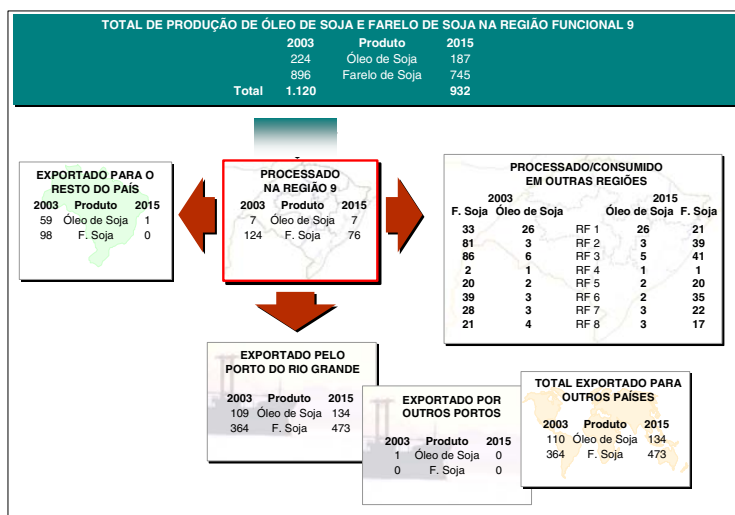 TOTAL DE PRODUÇÃO DE ÓLEO DE SOJA E FARELO DE SOJA NA REGIÃO FUNCIONAL 9
2003 Produto 2015
224 Óleo de Soja 187
896 Farelo de Soja 745
Total 1.120 932
EXPORTADO PARA O
RESTO DO PAÍS
2003 Produto 2015
59 Óleo de Soja 1
98 F. Soja 0
PROCESSADO
NA REGIÃO 9
2003 Produto 2015
7 Óleo de Soja 7
124 F. Soja 76
PROCESSADO/CONSUMIDO
EM OUTRAS REGIÕES
2003 2015
F. Soja Óleo de Soja Óleo de Soja F. Soja
33 26 RF 1 26 21
81 3 RF 2 3 39
86 6 RF 3 5 41
2 1 RF 4 1 1
20 2 RF 5 2 20
39 3 RF 6 2 35
28 3 RF 7 3 22
21 4 RF 8 3 17
EXPORTADO PELO
PORTO DO RIO GRANDE
2003 Produto 2015
109 Óleo de Soja 134
364 F. Soja 473
EXPORTADO POR
OUTROS PORTOS
2003 Produto 2015
1 Óleo de Soja 0
0 F. Soja 0
TOTAL EXPORTADO PARA
OUTROS PAÍSES
2003 Produto 2015
110 Óleo de Soja 134
364 F. Soja 473